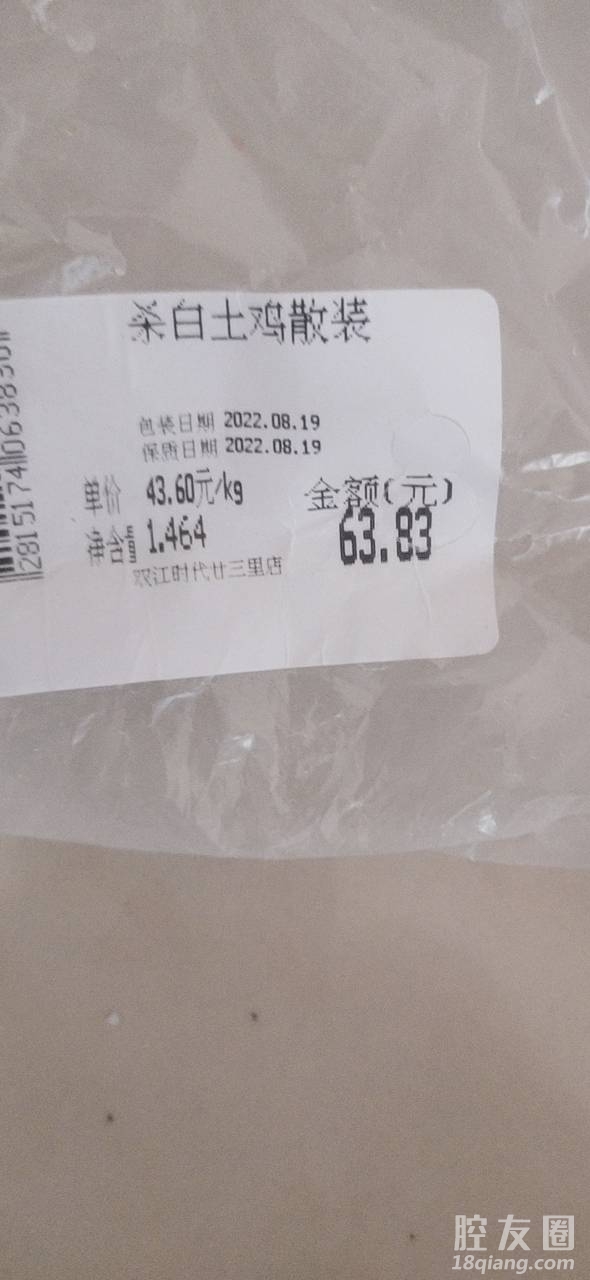 杀白土鸡散装
包装日期 2022.08.19
保质日期 2022.08.19
单价 43.60元/kg
金额(元)
净含量 1.464
63.83
双江时代廿三里店
腔友圈
18qiang.com